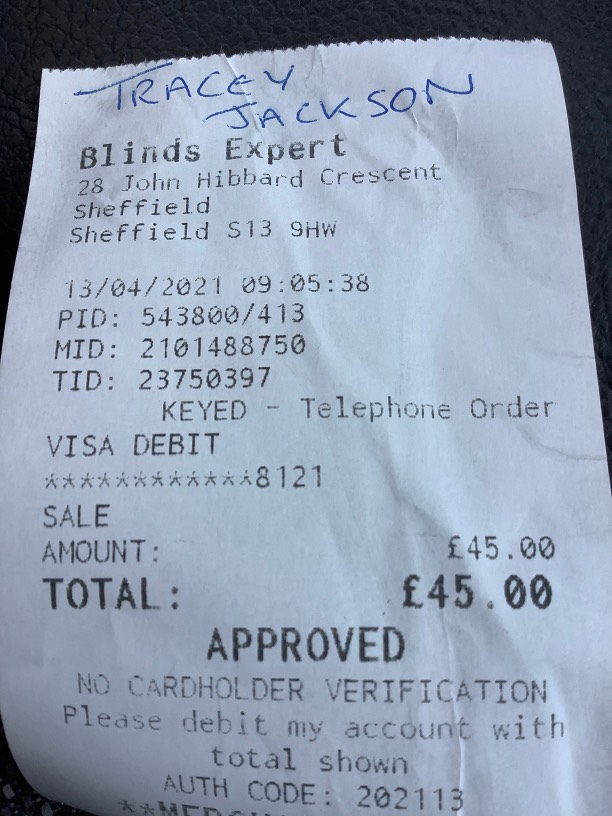 TRACEY
JACKSON
Blinds Expert
28 John Hibbard Crescent
Sheffield
Sheffield S13 9HW
13/04/2021 09:05:38
PID: 543800/413
MID: 2101488750
TID: 23750397
KEYED - Telephone Order
VISA DEBIT
************8121
SALE
AMOUNT: £45.00
TOTAL: £45.00
APPROVED
NO CARDHOLDER VERIFICATION
Please debit my account with
total shown
AUTH CODE: 202113